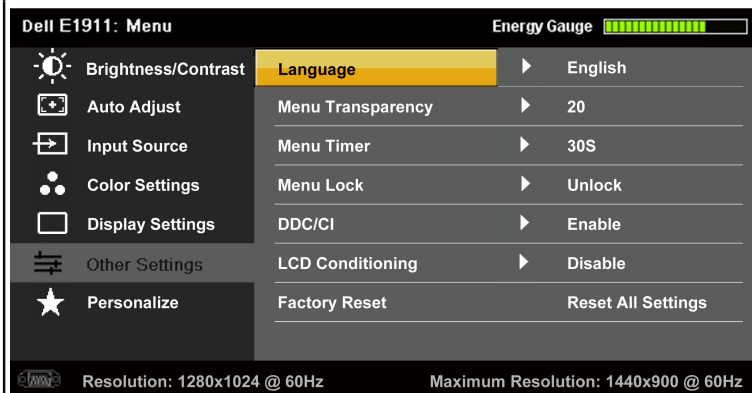 Dell E1911: Menu Energy Gauge
Brightness/Contrast Language English
Auto Adjust Menu Transparency 20
Input Source Menu Timer 30S
Color Settings Menu Lock Unlock
Display Settings DDC/CI Enable
Other Settings LCD Conditioning Disable
Personalize Factory Reset Reset All Settings
Resolution: 1280x1024 @ 60Hz Maximum Resolution: 1440x900 @ 60Hz